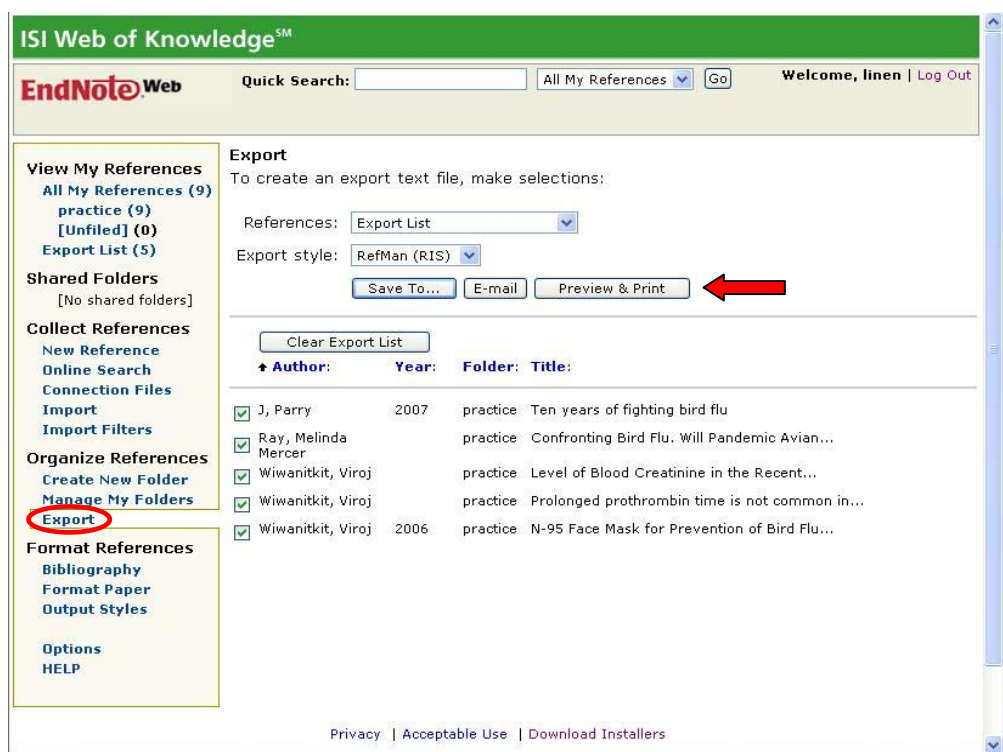 ISI Web of Knowledge℠
EndNote Web
Quick Search: All My References Go
Welcome, linen | Log Out
View My References
All My References (9)
practice (9)
[Unfiled] (0)
Export List (5)
Shared Folders
[No shared folders]
Collect References
New Reference
Online Search
Connection Files
Import
Import Filters
Organize References
Create New Folder
Manage My Folders
Export
Format References
Bibliography
Format Paper
Output Styles
Options
HELP
Export
To create an export text file, make selections:
References: Export List
Export style: RefMan (RIS)
Save To... E-mail Preview & Print
Clear Export List
Author: Year: Folder: Title:
J, Parry 2007 practice Ten years of fighting bird flu
Ray, Melinda practice Confronting Bird Flu. Will Pandemic Avian...
Mercer
Wiwanitkit, Viroj practice Level of Blood Creatinine in the Recent...
Wiwanitkit, Viroj practice Prolonged prothrombin time is not common in...
Wiwanitkit, Viroj 2006 practice N-95 Face Mask for Prevention of Bird Flu...
Privacy | Acceptable Use | Download Installers